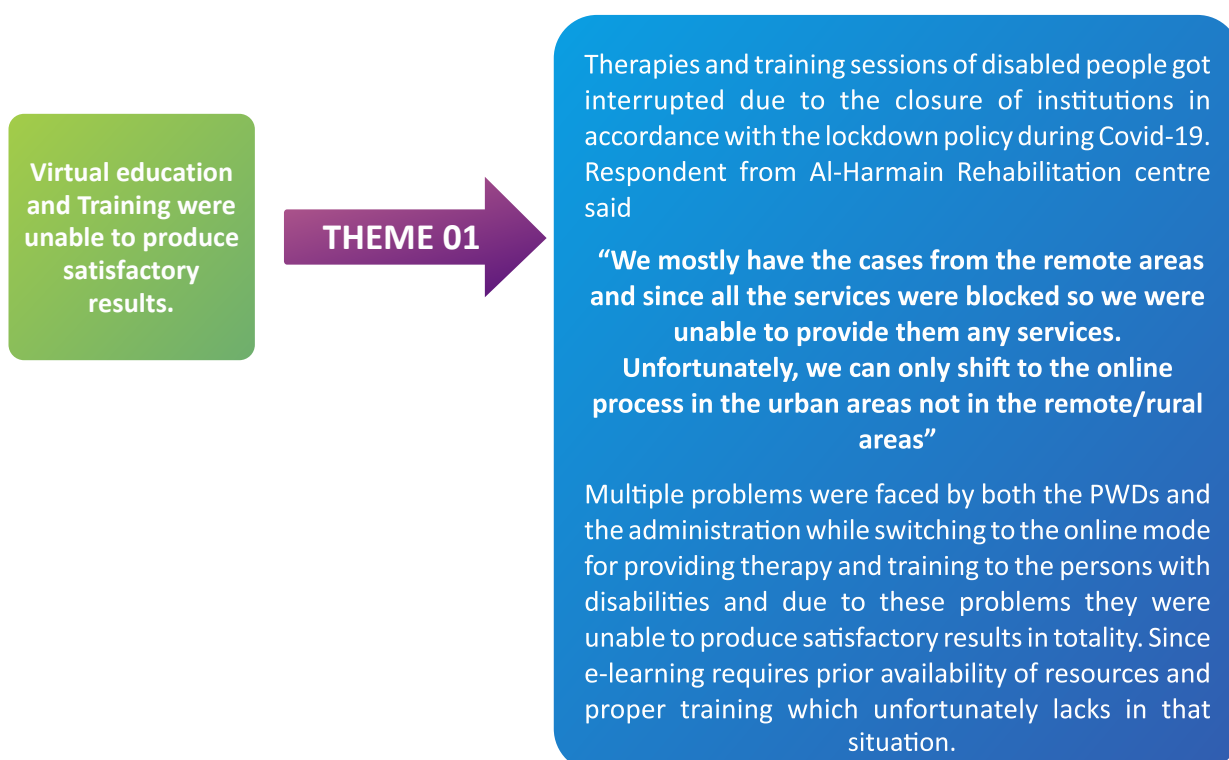 Virtual education
and Training were
unable to produce
satisfactory
results.
THEME 01
Therapies and training sessions of disabled people got
interrupted due to the closure of institutions in
accordance with the lockdown policy during Covid-19.
Respondent from Al-Harmain Rehabilitation centre
said
“We mostly have the cases from the remote areas
and since all the services were blocked so we were
unable to provide them any services.
Unfortunately, we can only shift to the online
process in the urban areas not in the remote/rural
areas”
Multiple problems were faced by both the PWDs and
the administration while switching to the online mode
for providing therapy and training to the persons with
disabilities and due to these problems they were
unable to produce satisfactory results in totality. Since
e-learning requires prior availability of resources and
proper training which unfortunately lacks in that
situation.